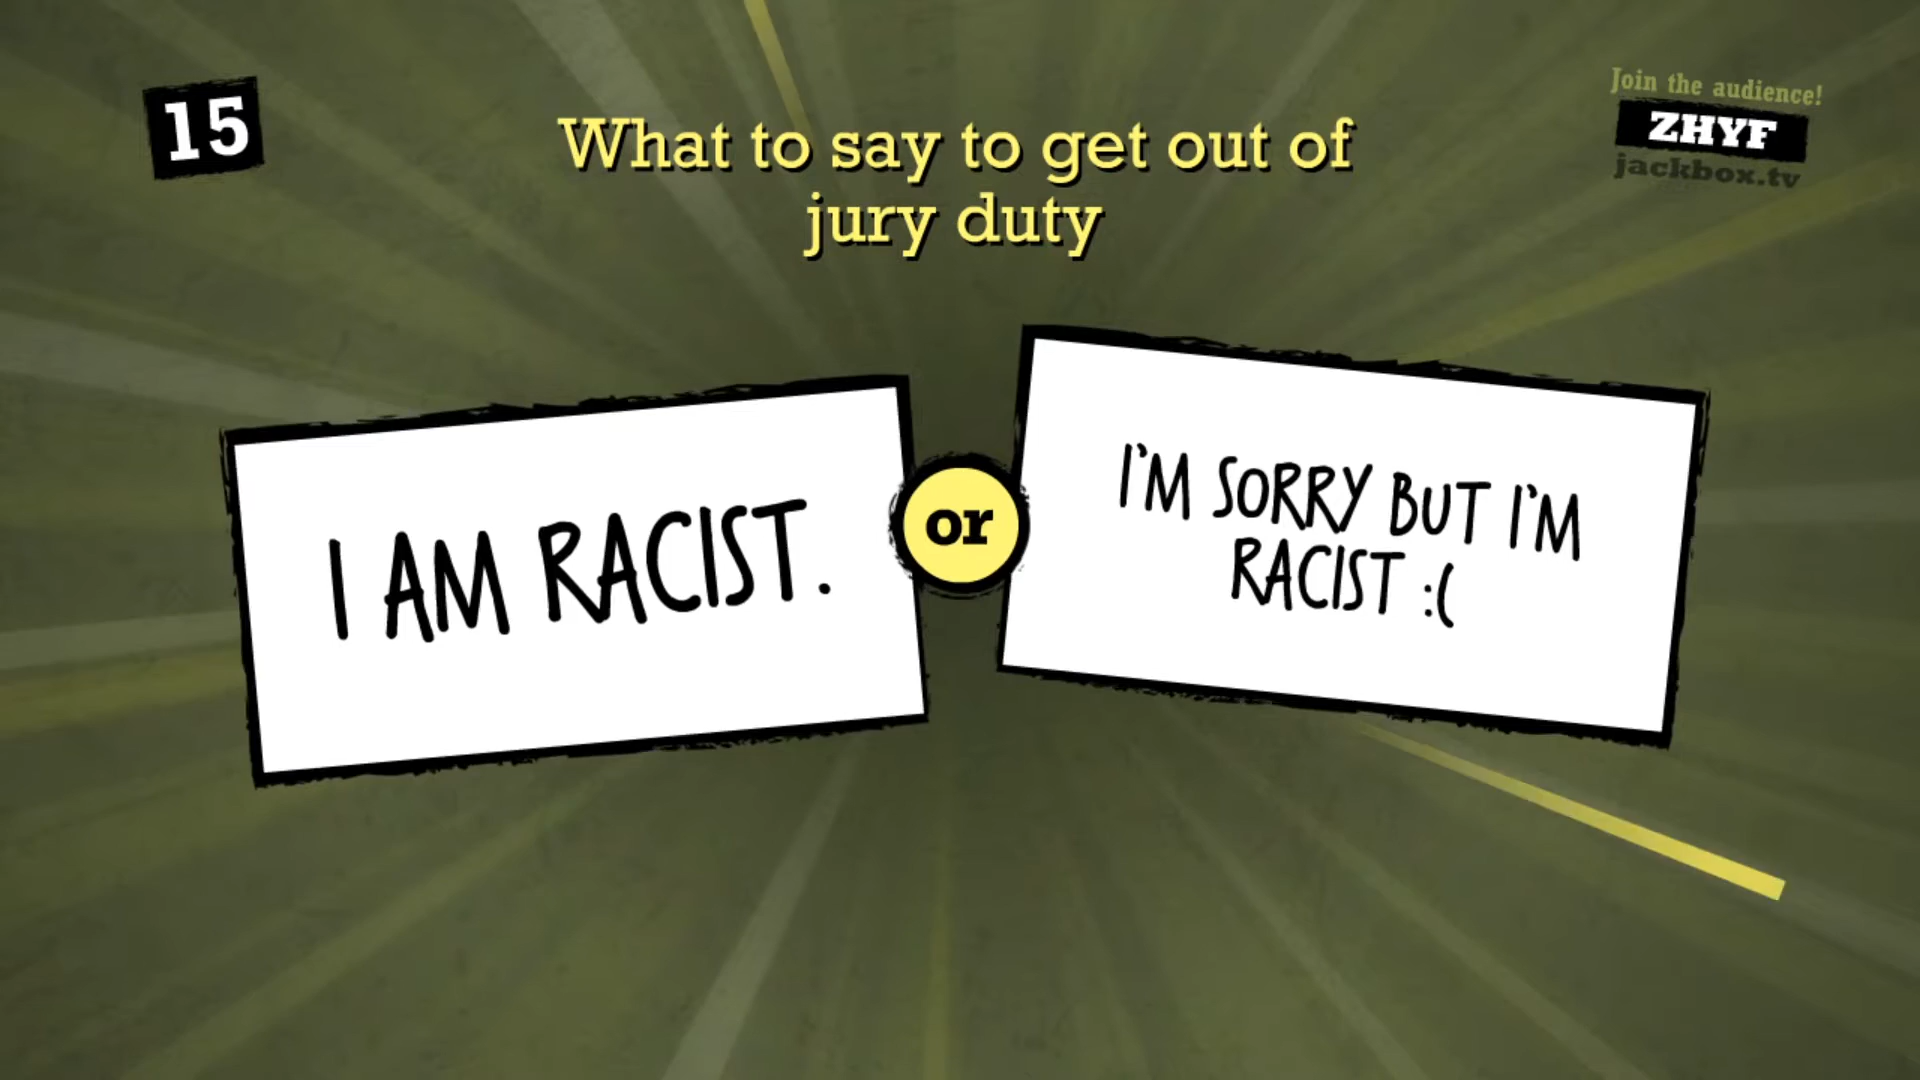 15
What to say to get out of
jury duty
Join the audience!
ZHYF
jackbox.tv
I AM RACIST.
or
I'M SORRY BUT I'M
RACIST :(